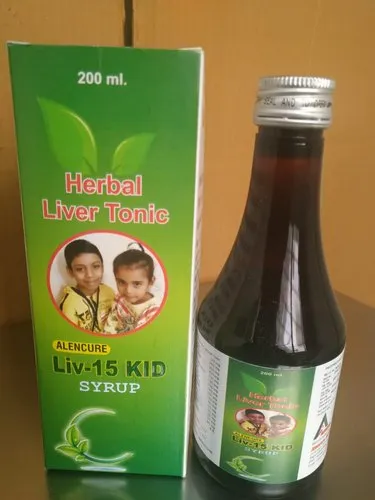 200 ml.
Herbal
Liver Tonic
ALENCURE
Liv-15 KID
SYRUP
200 ml.
Herbal
Liver Tonic
Liv-15 KID
SYRUP